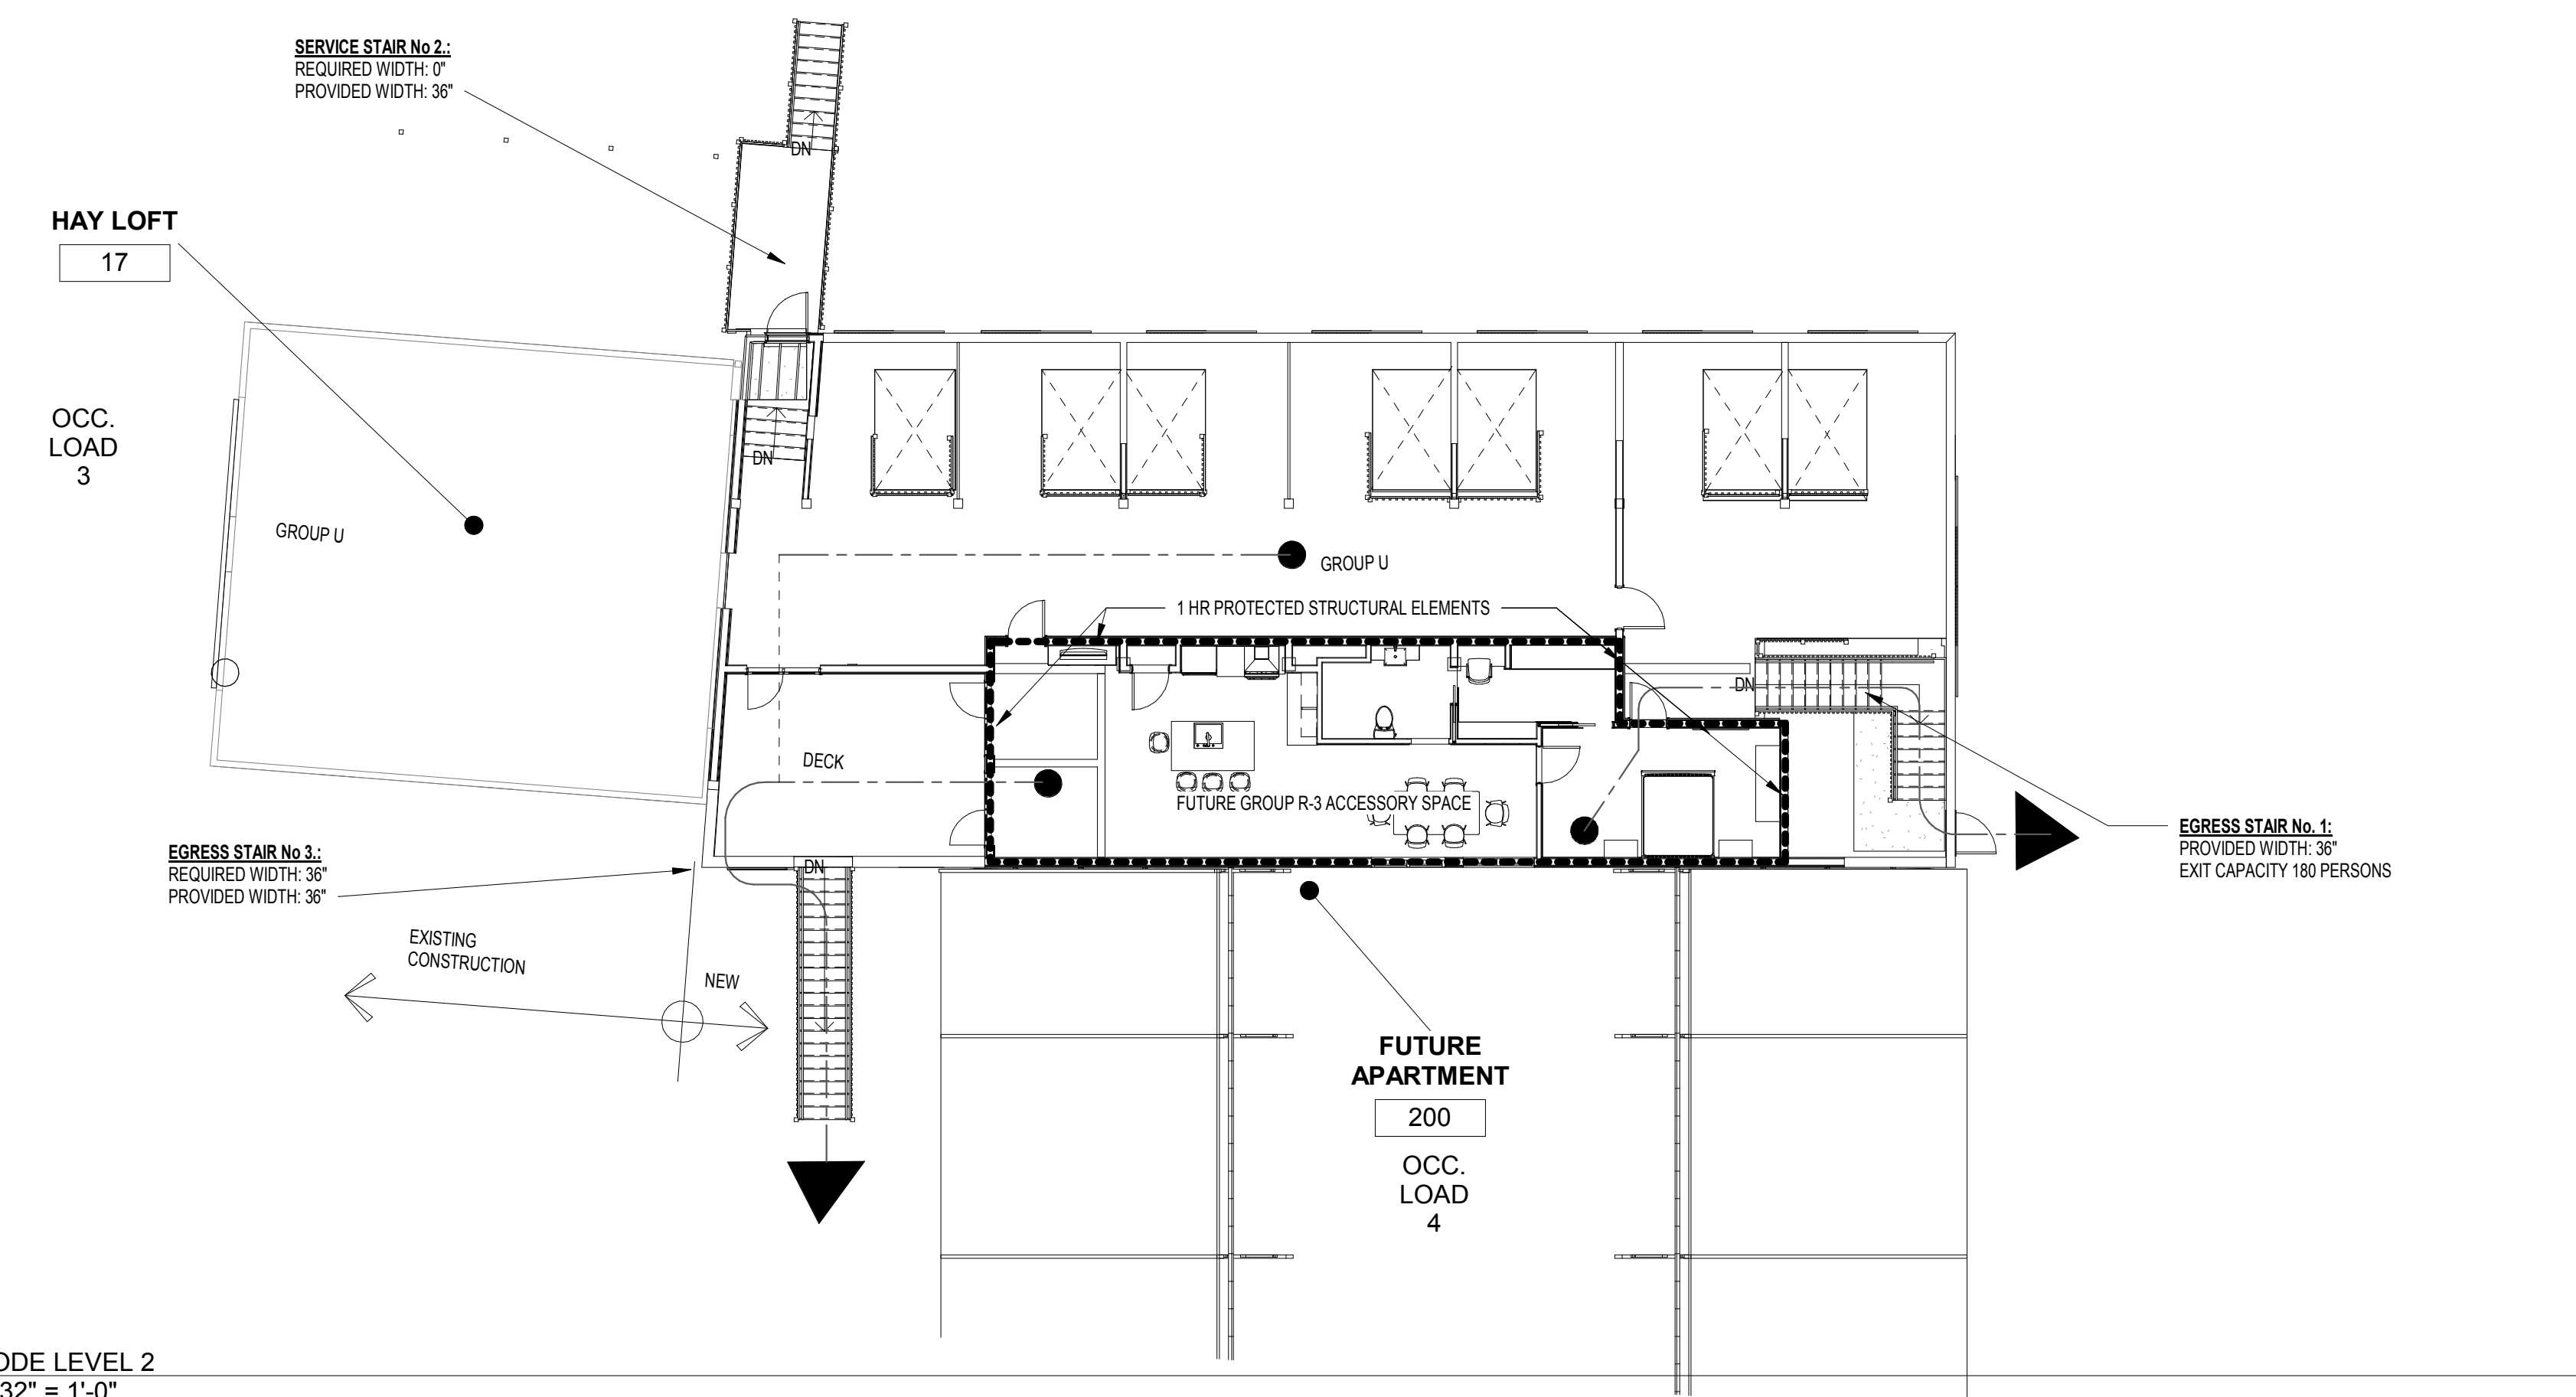 SERVICE STAIR No 2.:
REQUIRED WIDTH: 0"
PROVIDED WIDTH: 36"
DN
HAY LOFT
17
OCC.
LOAD
3
GROUP U
DN
GROUP U
1 HR PROTECTED STRUCTURAL ELEMENTS
DN
DECK
FUTURE GROUP R-3 ACCESSORY SPACE
EGRESS STAIR No. 1:
PROVIDED WIDTH: 36"
EXIT CAPACITY 180 PERSONS
EGRESS STAIR No 3.:
REQUIRED WIDTH: 36"
PROVIDED WIDTH: 36"
DN
EXISTING
CONSTRUCTION
NEW
FUTURE
APARTMENT
200
OCC.
LOAD
4
ODE LEVEL 2
32" = 1'-0"